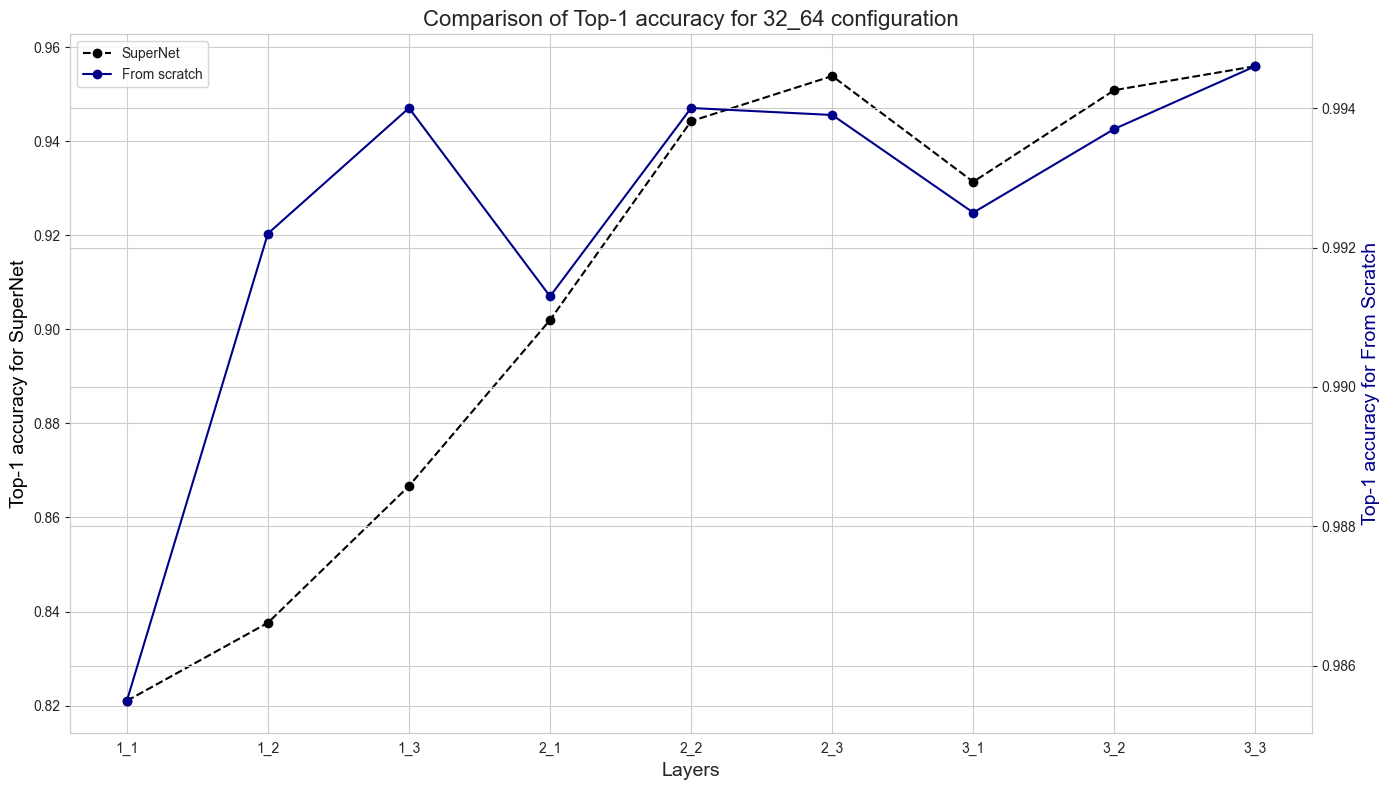 Comparison of Top-1 accuracy for 32_64 configuration
SuperNet
From scratch
Top-1 accuracy for SuperNet
0.96
0.94
0.92
0.90
0.88
0.86
0.84
0.82
0.994
0.992
0.990
0.988
0.986
Top-1 accuracy for From Scratch
1_1 1_2 1_3 2_1 2_2 2_3 3_1 3_2 3_3
Layers